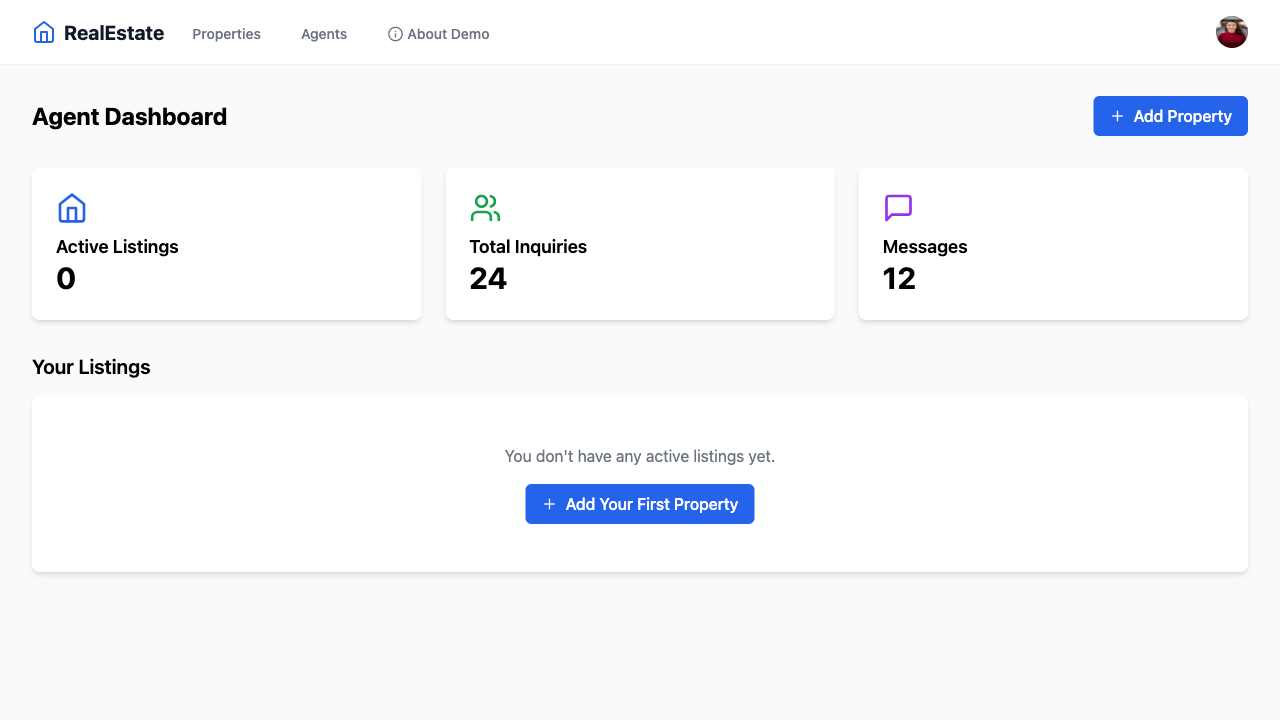 RealEstate
Properties
Agents
About Demo
Agent Dashboard
Add Property
Active Listings
0
Total Inquiries
24
Messages
12
Your Listings
You don't have any active listings yet.
Add Your First Property